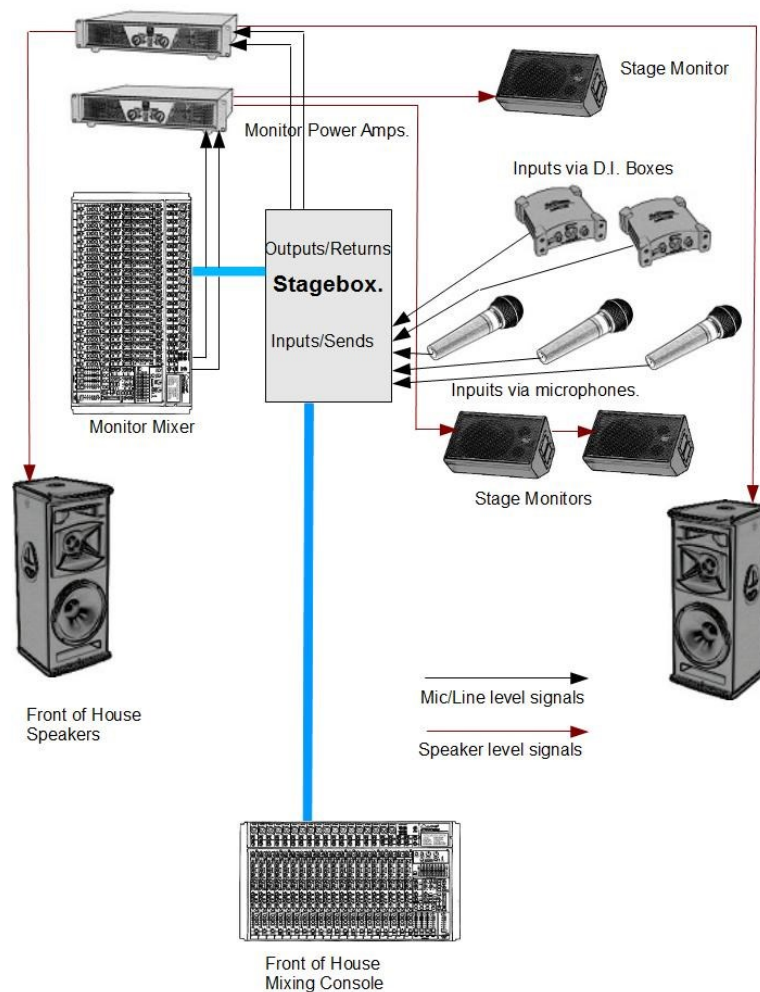 Stage Monitor
Monitor Power Amps.
Inputs via D.I. Boxes
Outputs/Returns
Stagebox.
Inputs/Sends
Inpuits via microphones.
Monitor Mixer
Stage Monitors
Mic/Line level signals
Front of House
Speakers
Speaker level signals
Front of House
Mixing Console